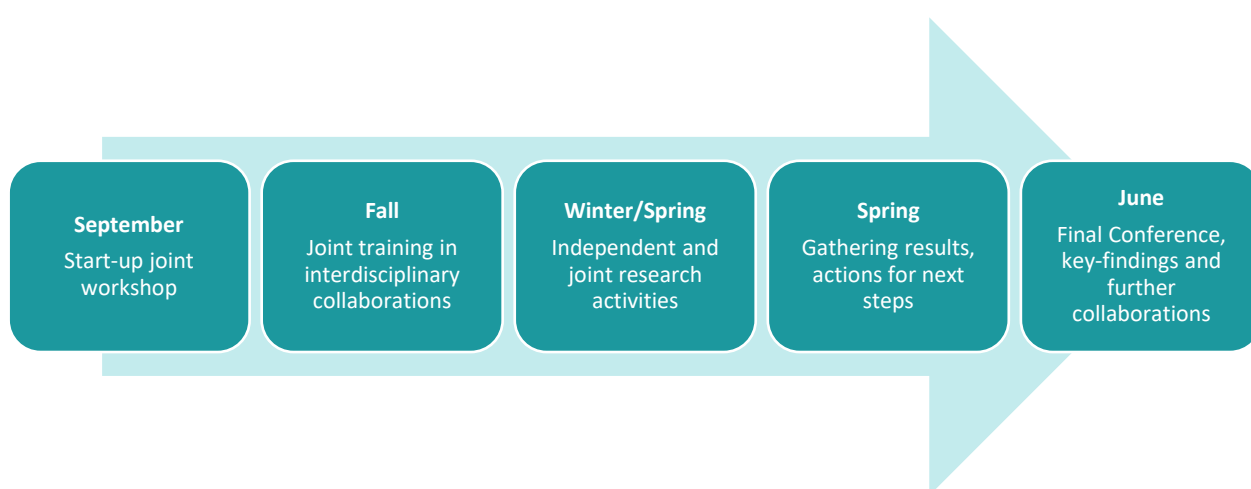 September
Start-up joint
workshop
Fall
Joint training in
interdisciplinary
collaborations
Winter/Spring
Independent and
joint research
activities
Spring
Gathering results,
actions for next
steps
June
Final Conference,
key-findings and
further
collaborations